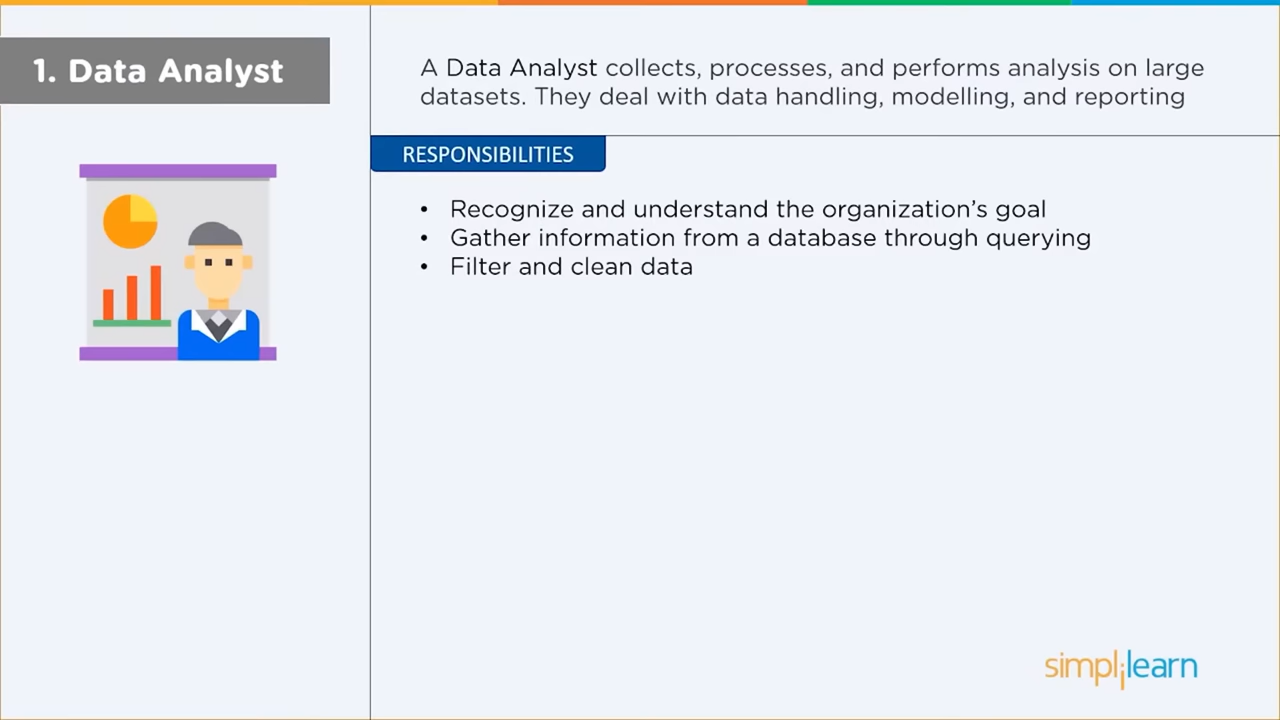 1. Data Analyst
A Data Analyst collects, processes, and performs analysis on large
datasets. They deal with data handling, modelling, and reporting
RESPONSIBILITIES
• Recognize and understand the organization’s goal
• Gather information from a database through querying
• Filter and clean data
simplilearn